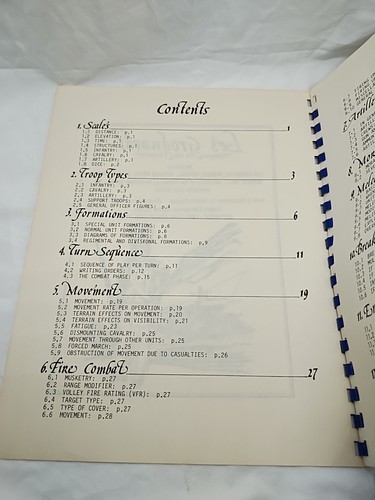 Contents
1. Scales 1
1.1 DISTANCE: p.1
1.2 ELEVATION: p.1
1.3 TIME: p.1
1.4 STRUCTURES: p.1
1.5 INFANTRY: p.1
1.6 CAVALRY: p.1
1.7 ARTILLERY: p.1
1.8 DICE: p.2
2. Troop Types 3
2.1 INFANTRY: p.3
2.2 CAVALRY: p.3
2.3 ARTILLERY: p.3
2.4 SUPPORT TROOPS: p.4
2.5 GENERAL OFFICER FIGURES: p.4
3. Formations 6
3.1 SPECIAL UNIT FORMATIONS: p.6
3.2 NORMAL UNIT FORMATIONS: p.6
3.3 DIAGRAMS OF FORMATIONS: p.8
3.4 REGIMENTAL AND DIVISIONAL FORMATIONS: p.9
4. Turn Sequence 11
4.1 SEQUENCE OF PLAY PER TURN: p.11
4.2 WRITING ORDERS: p.12
4.3 THE COMBAT PHASE: p.15
5. Movement 19
5.1 MOVEMENT: p.19
5.2 MOVEMENT RATE PER OPERATION: p.19
5.3 TERRAIN EFFECTS ON MOVEMENT: p.20
5.4 TERRAIN EFFECTS ON VISIBILITY: p.21
5.5 FATIGUE: p.23
5.6 DISMOUNTING CAVALRY: p.25
5.7 MOVEMENT THROUGH OTHER UNITS: p.25
5.8 FORCED MARCH: p.25
5.9 OBSTRUCTION OF MOVEMENT DUE TO CASUALTIES: p.26
6. Fire Combat 27
6.1 MUSKETRY: p.27
6.2 RANGE MODIFIER: p.27
6.3 VOLLEY FIRE RATING (VFR): p.27
6.4 TARGET TYPE: p.27
6.5 TYPE OF COVER: p.27
6.6 MOVEMENT: p.28